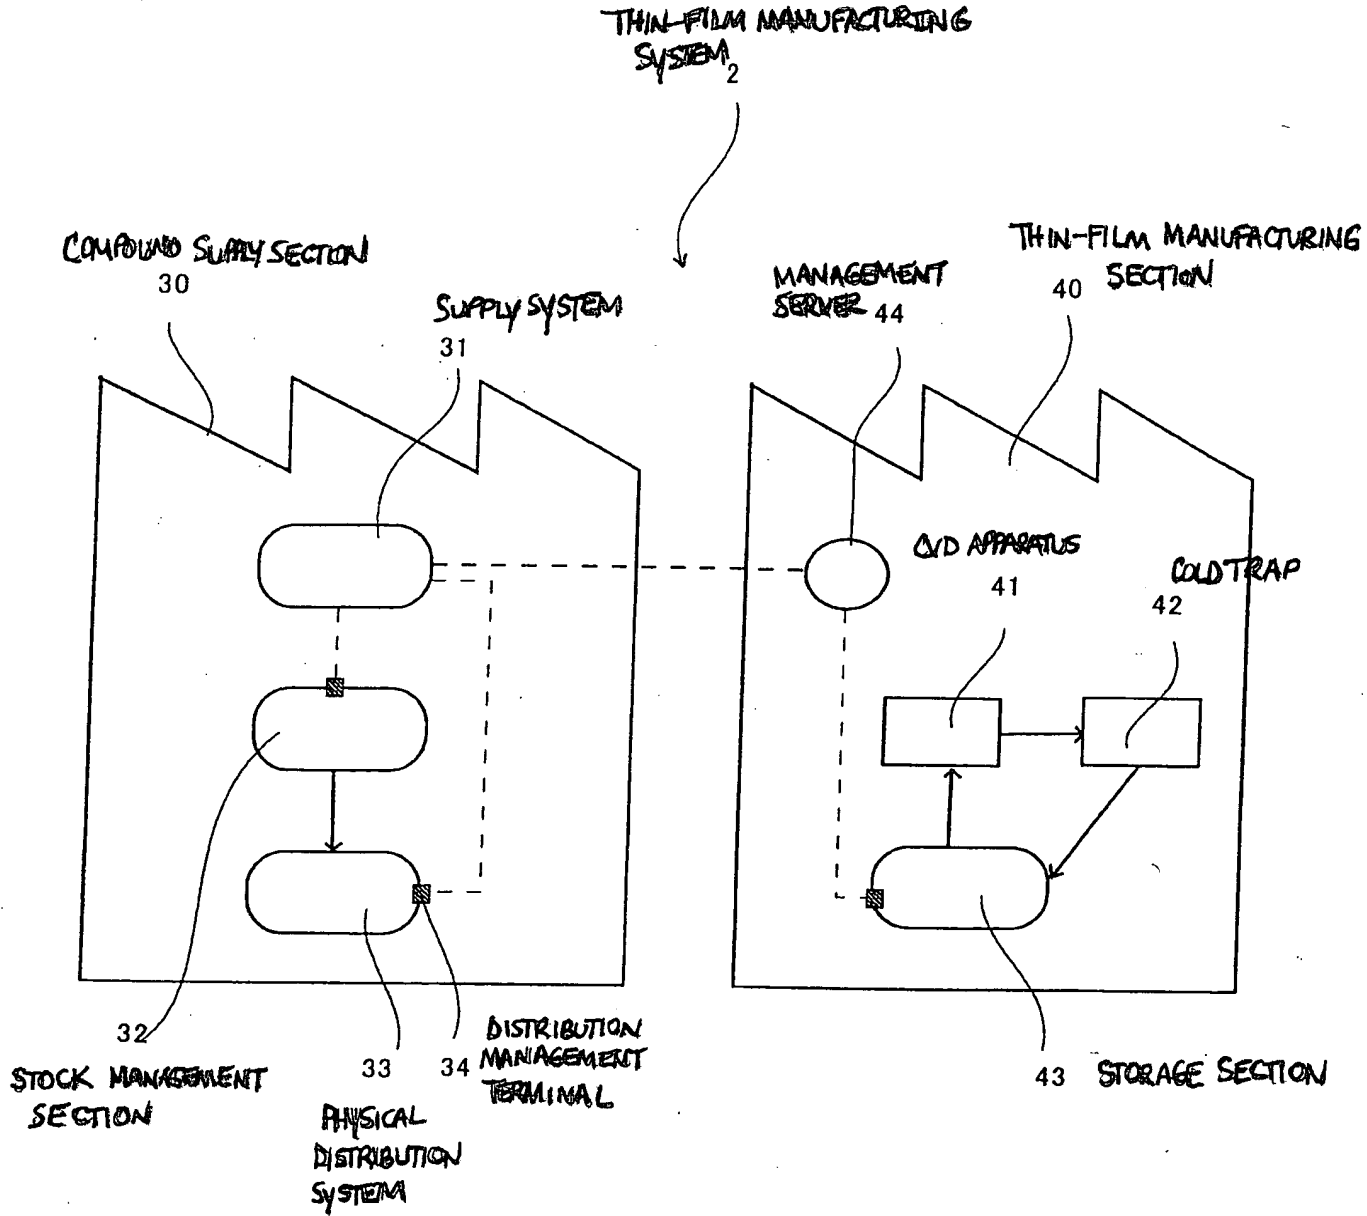 THIN-FILM MANUFACTURING
SYSTEM 2
COMPOUND SUPPLY SECTION
30
SUPPLY SYSTEM
31
MANAGEMENT
SERVER 44
THIN-FILM MANUFACTURING
SECTION
40
CVD APPARATUS
41
COLD TRAP
42
32
STOCK MANAGEMENT
SECTION
33
PHYSICAL
DISTRIBUTION
SYSTEM
34 DISTRIBUTION
MANAGEMENT
TERMINAL
43 STORAGE SECTION